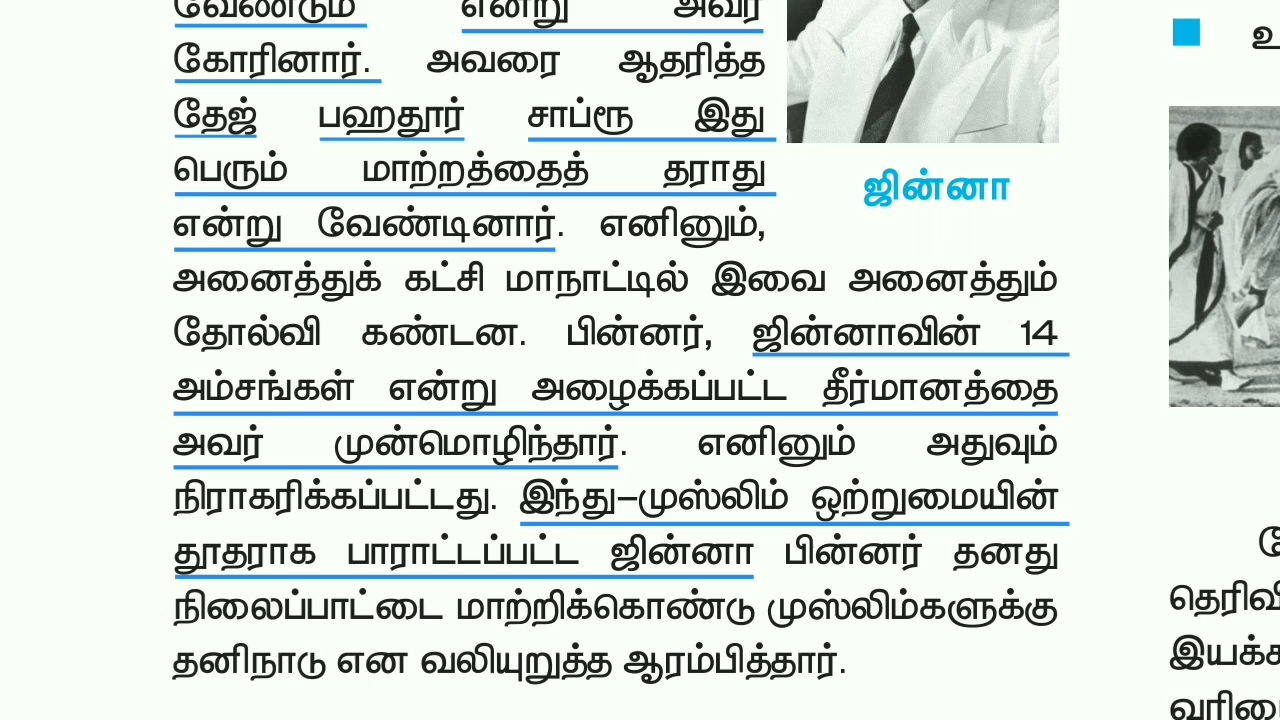 வேண்டும் என்று அவர்
கோரினார். அவரை ஆதரித்த
தேஜ் பஹதூர் சாப்ரூ இது
பெரும் மாற்றத்தைத் தராது
என்று வேண்டினார். எனினும்,
ஜின்னா
அனைத்துக் கட்சி மாநாட்டில் இவை அனைத்தும்
தோல்வி கண்டன. பின்னர், ஜின்னாவின் 14
அம்சங்கள் என்று அழைக்கப்பட்ட தீர்மானத்தை
அவர் முன்மொழிந்தார். எனினும் அதுவும்
நிராகரிக்கப்பட்டது. இந்து–முஸ்லிம் ஒற்றுமையின்
தூதராக பாராட்டப்பட்ட ஜின்னா பின்னர் தனது
நிலைப்பாட்டை மாற்றிக்கொண்டு முஸ்லிம்களுக்கு
தனிநாடு என வலியுறுத்த ஆரம்பித்தார்.